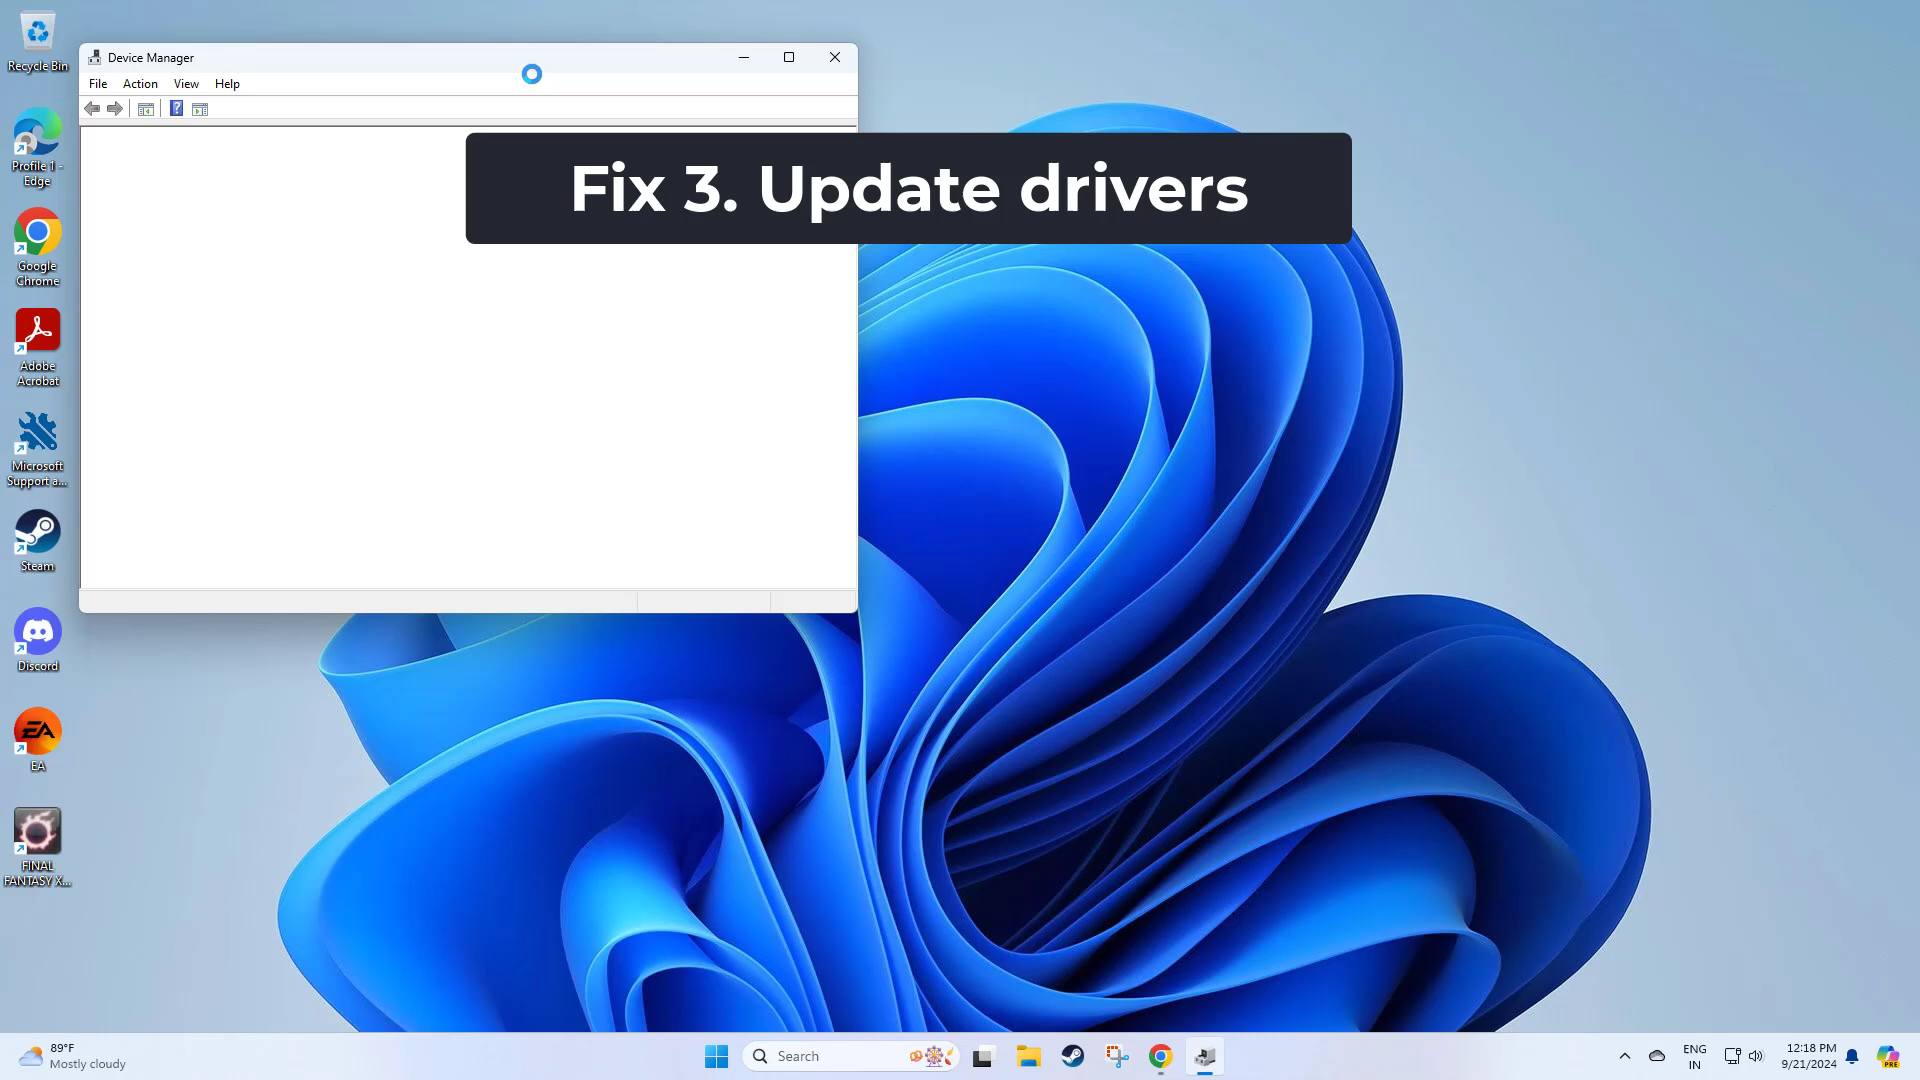 Recycle Bin
Device Manager
File Action View Help
Fix 3. Update drivers
Profile 1 -
Edge
Google
Chrome
Adobe
Acrobat
Microsoft
Support a...
Steam
Discord
EA
EA
FINAL
FANTASY X...
89°F
Mostly cloudy
Search
PRE
ENG
IN
12:18 PM
9/21/2024